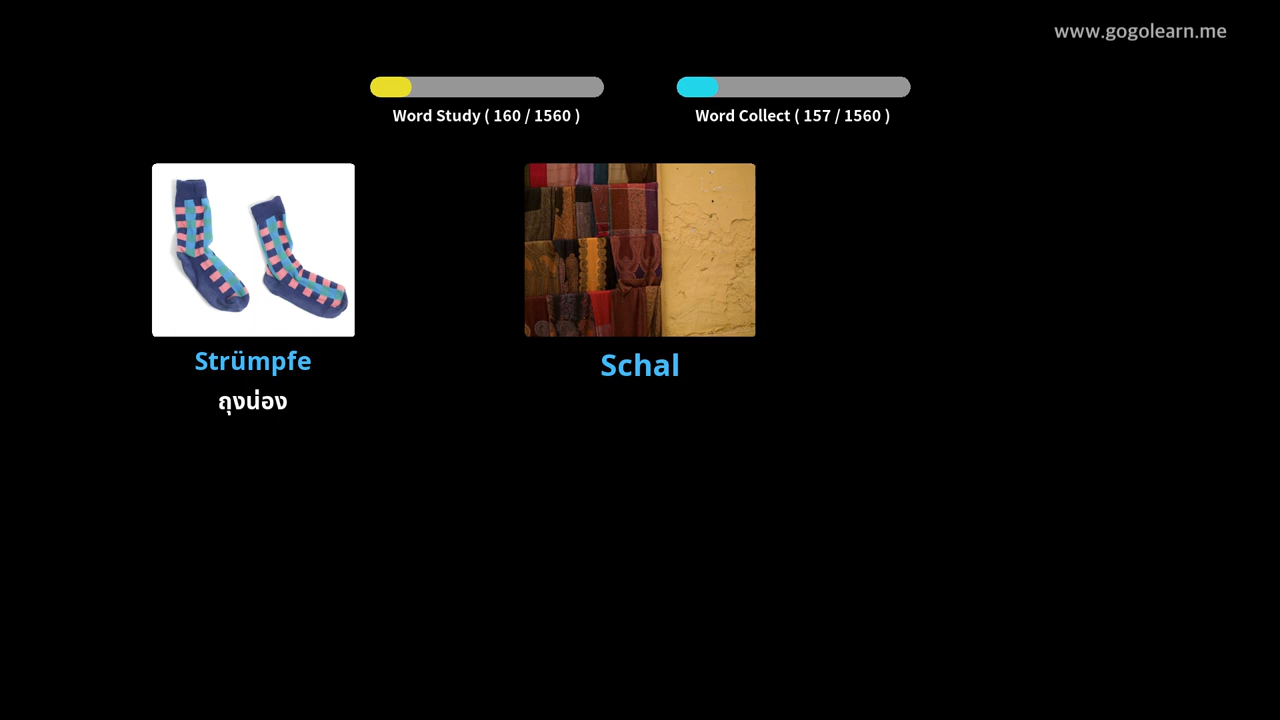 www.gogolearn.me
Word Study ( 160 / 1560 )
Word Collect ( 157 / 1560 )
Strümpfe
ถุงน่อง
Schal